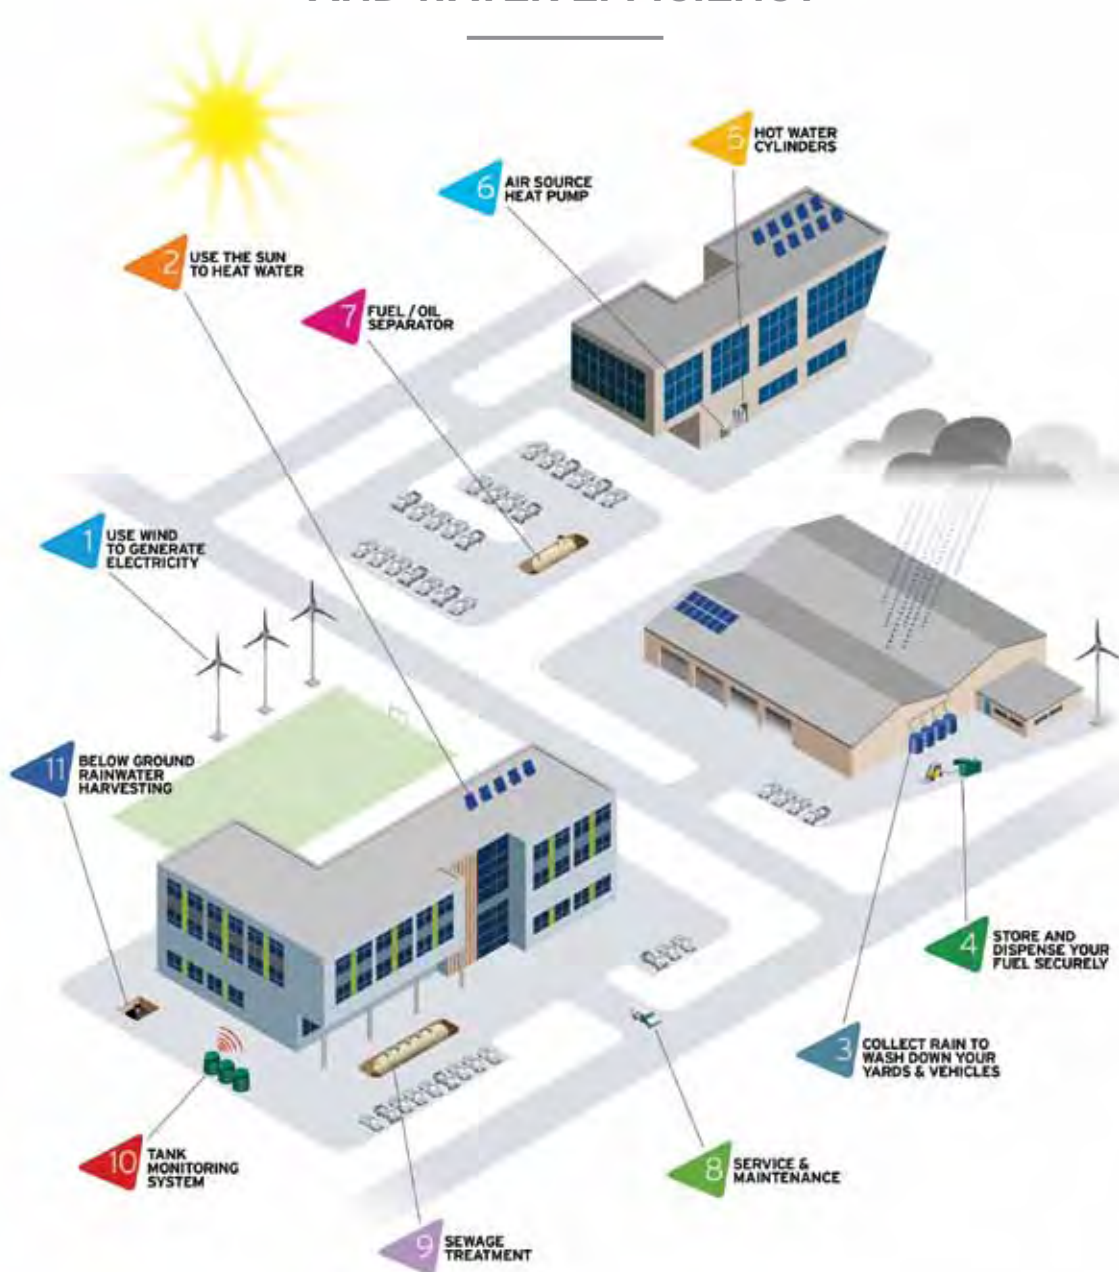 AND WATER EFFICIENCY
5
HOT WATER
CYLINDERS
6
AIR SOURCE
HEAT PUMP
2
USE THE SUN
TO HEAT WATER
7
FUEL / OIL
SEPARATOR
1
USE WIND
TO GENERATE
ELECTRICITY
11
BELOW GROUND
RAINWATER
HARVESTING
4
STORE AND
DISPENSE YOUR
FUEL SECURELY
3
COLLECT RAIN TO
WASH DOWN YOUR
YARDS & VEHICLES
10
TANK
MONITORING
SYSTEM
8
SERVICE &
MAINTENANCE
9
SEWAGE
TREATMENT